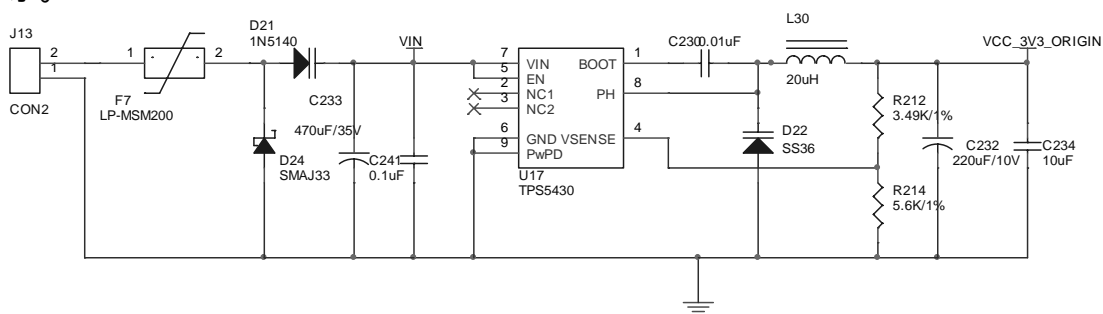 J13
2
1
CON2
1
2
F7
LP-MSM200
D21
1N5140
D24
SMAJ33
C233
470uF/35V
VIN
C241
0.1uF
7
5
2
3
6
9
VIN
EN
NC1
NC2
GND VSENSE
PwPD
BOOT
PH
1
8
4
U17
TPS5430
C230
0.01uF
D22
SS36
L30
20uH
R212
3.49K/1%
R214
5.6K/1%
C232
220uF/10V
VCC_3V3_ORIGIN
C234
10uF